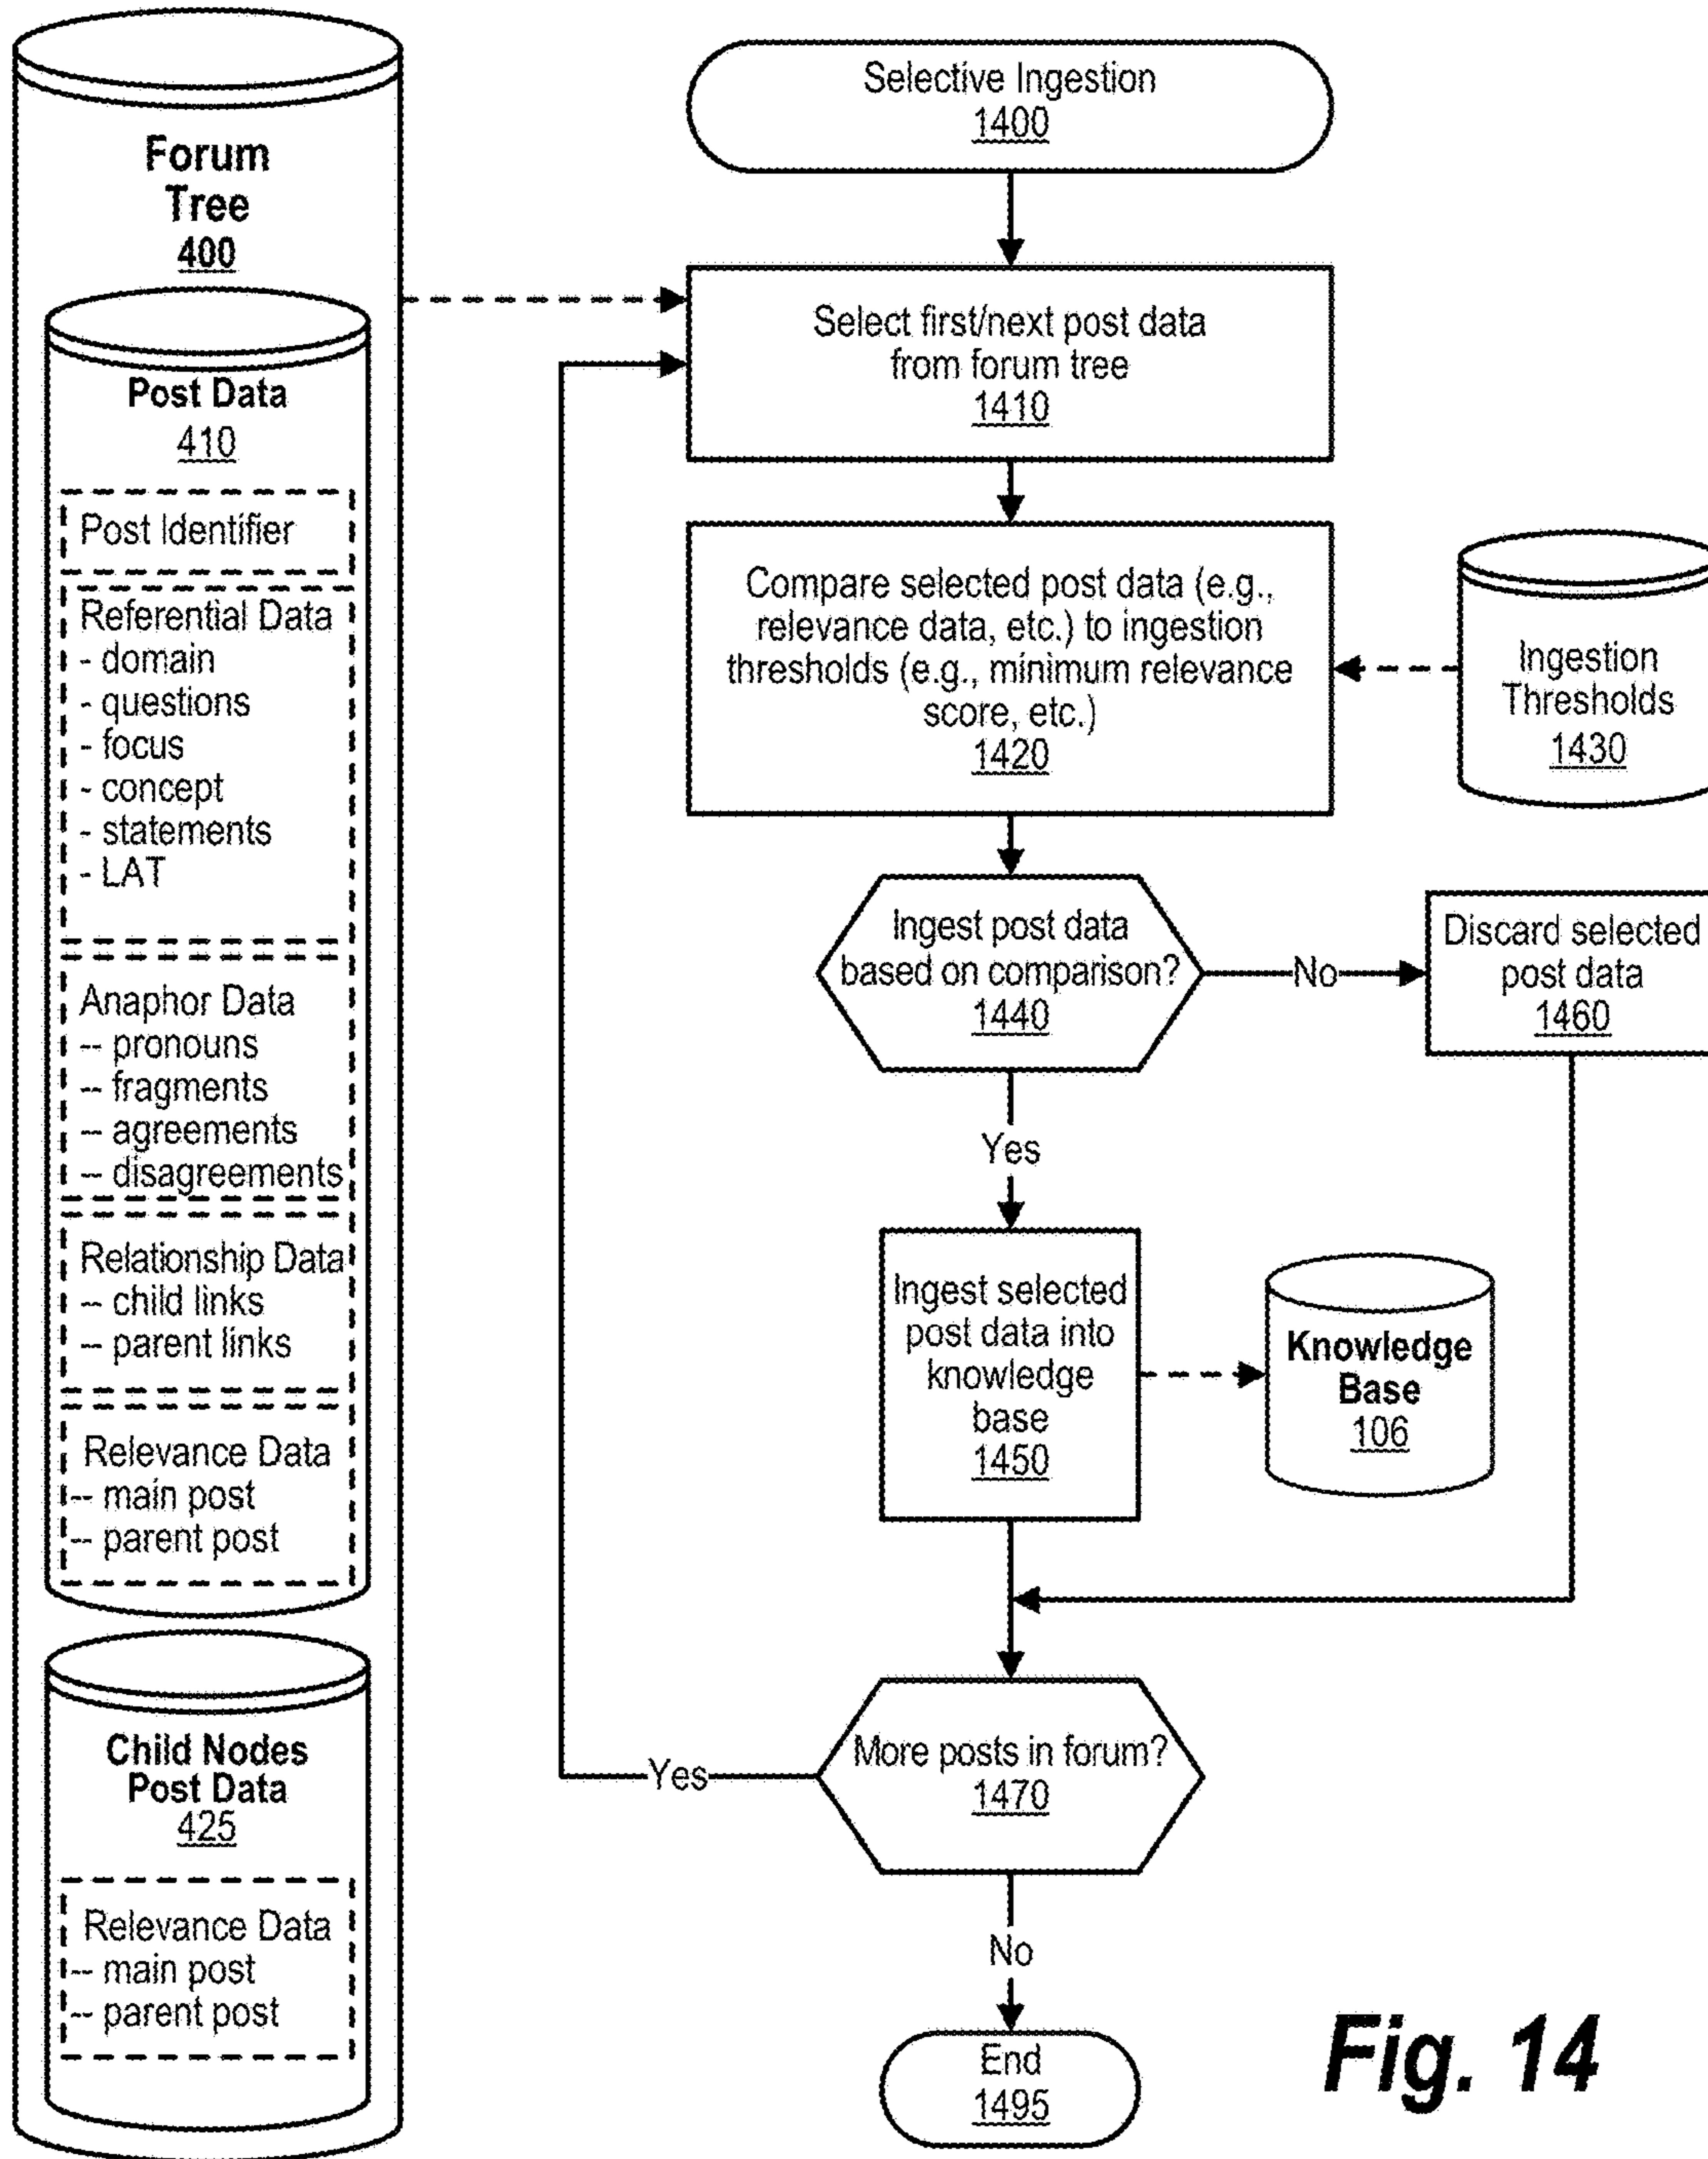 Forum
Tree
400
Post Data
410
Post Identifier
Referential Data
- domain
- questions
- focus
- concept
- statements
- LAT
Anaphor Data
-- pronouns
-- fragments
-- agreements
-- disagreements
Relationship Data
-- child links
-- parent links
Relevance Data
-- main post
-- parent post
Child Nodes
Post Data
425
Relevance Data
-- main post
-- parent post
Selective Ingestion
1400
Select first/next post data
from forum tree
1410
Compare selected post data (e.g.,
relevance data, etc.) to ingestion
thresholds (e.g., minimum relevance
score, etc.)
1420
Ingestion
Thresholds
1430
Ingest post data
based on comparison?
1440
No
Discard selected
post data
1460
Yes
Ingest selected
post data into
knowledge
base
1450
Knowledge
Base
106
More posts in forum?
1470
Yes
No
End
1495
Fig. 14